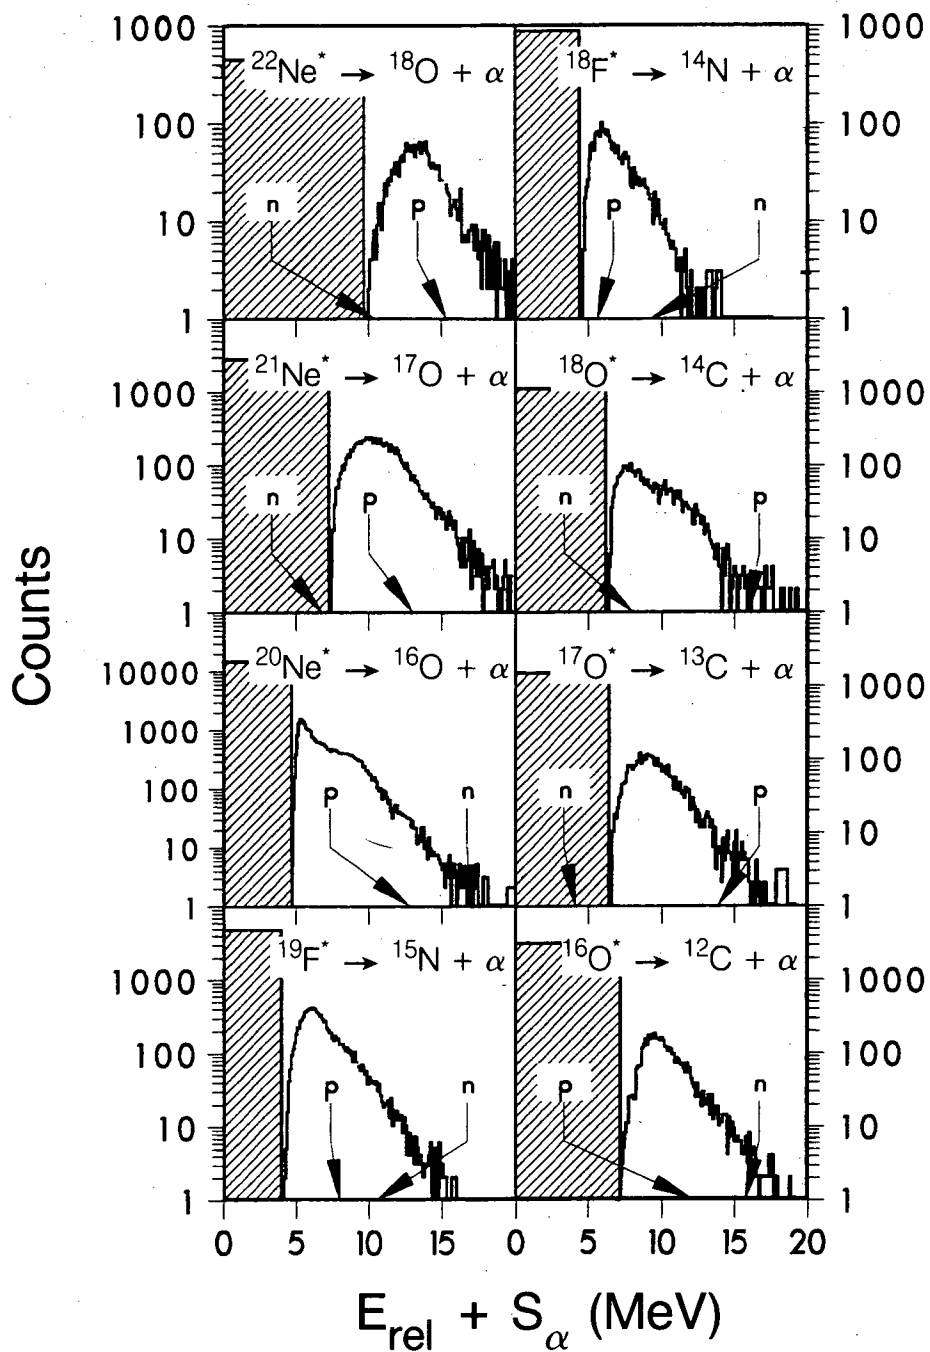 1000 1000
²²Ne* → ¹⁸O + α ¹⁸F* → ¹⁴N + α
100 100
n p p n
10 10
1 1
²¹Ne* → ¹⁷O + α ¹⁸O* → ¹⁴C + α
1000 1000
100 100
n p n p
10 10
1 1
Counts
²⁰Ne* → ¹⁶O + α ¹⁷O* → ¹³C + α
10000 1000
1000 100
100
p n n p
10 10
1 1
¹⁹F* → ¹⁵N + α ¹⁶O* → ¹²C + α
1000 1000
100 100
p n p n
10 10
1 1
0 5 10 15 0 5 10 15 20
E_rel + S_α (MeV)